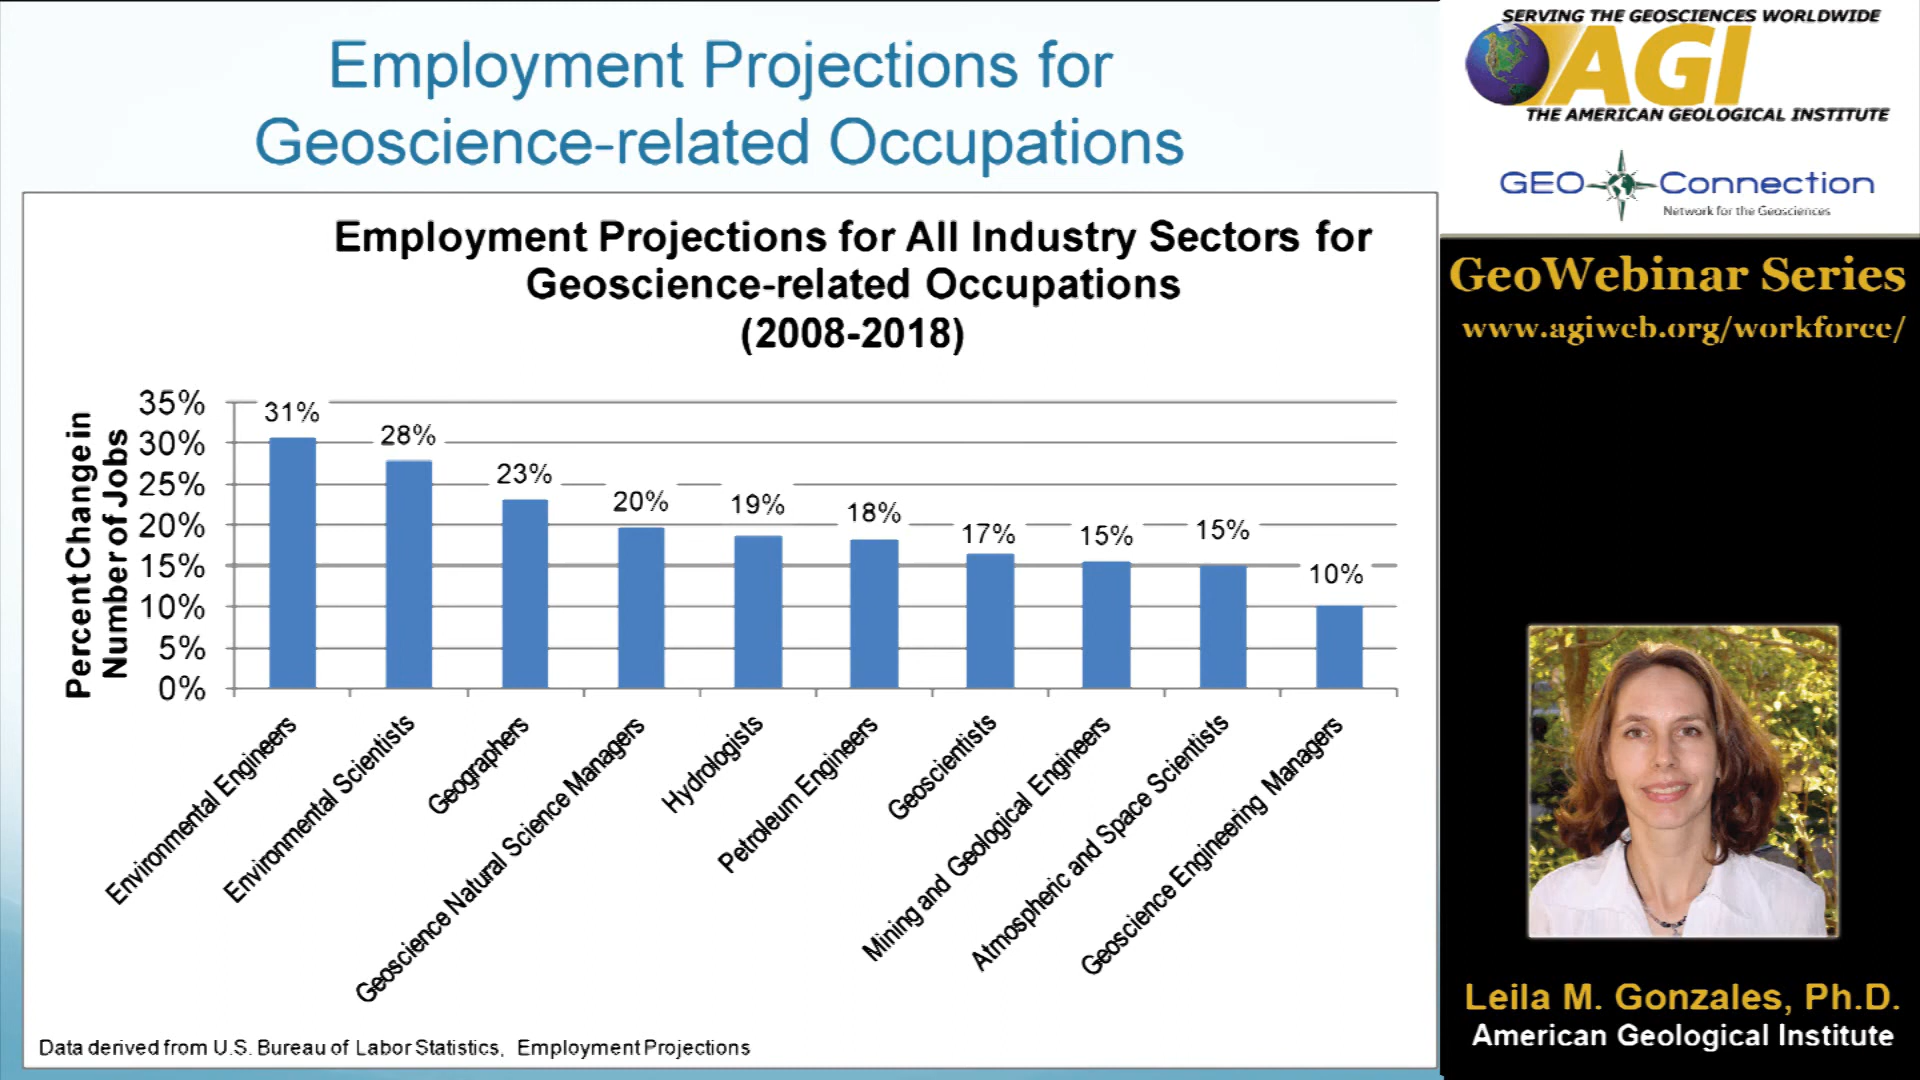 Employment Projections for
Geoscience-related Occupations
Employment Projections for All Industry Sectors for
Geoscience-related Occupations
(2008-2018)
Percent Change in
Number of Jobs
35%
30%
25%
20%
15%
10%
5%
0%
31%
28%
23%
20%
19%
18%
17%
15%
15%
10%
Environmental Engineers
Environmental Scientists
Geographers
Geoscience Natural Science Managers
Hydrologists
Petroleum Engineers
Geoscientists
Mining and Geological Engineers
Atmospheric and Space Scientists
Geoscience Engineering Managers
Data derived from U.S. Bureau of Labor Statistics, Employment Projections
SERVING THE GEOSCIENCES WORLDWIDE
AGI
THE AMERICAN GEOLOGICAL INSTITUTE
GEO Connection
Network for the Geosciences
GeoWebinar Series
www.agiweb.org/workforce/
Leila M. Gonzales, Ph.D.
American Geological Institute